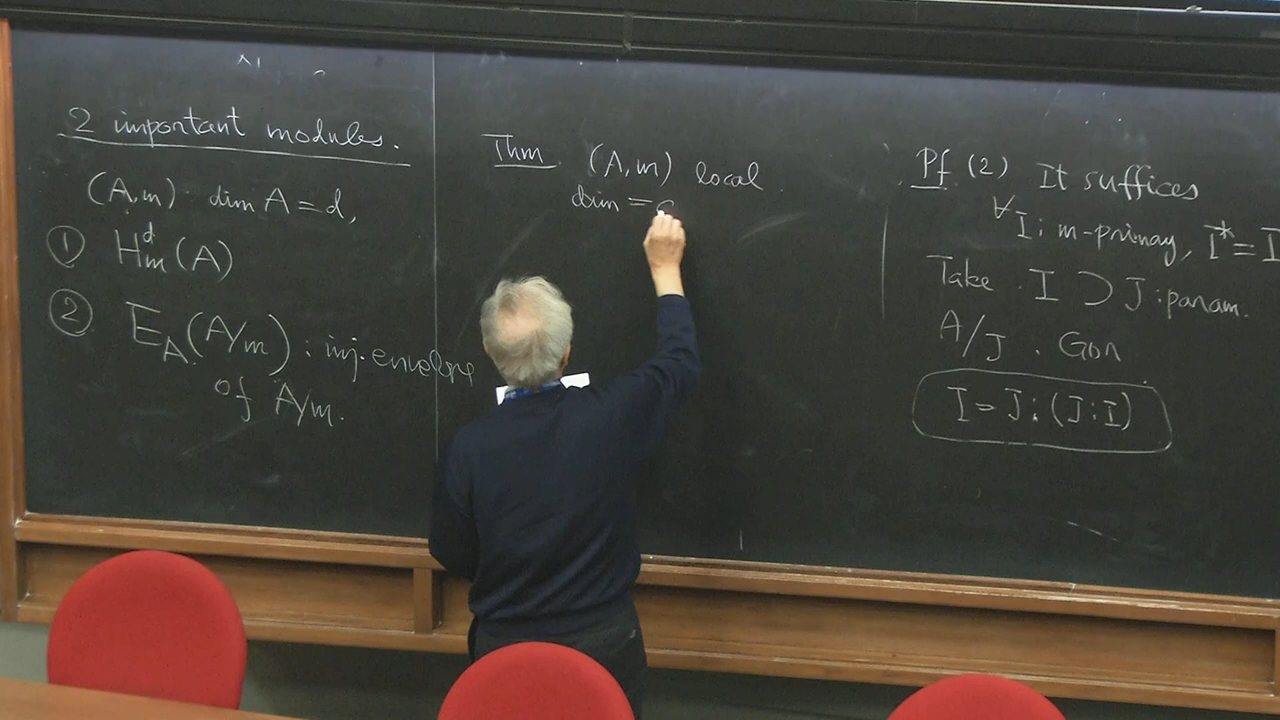 2 important modules.
(A,m) dim A = d,
① H^d_m(A)
② E_A(A/m) : inj. envelope
of A/m.
Thm (A,m) local
dim =
Pf (2) It suffices
∀I: m-primay, I* = I
Take I ⊃ J : param.
A/J . Gor
I = J : (J : I)